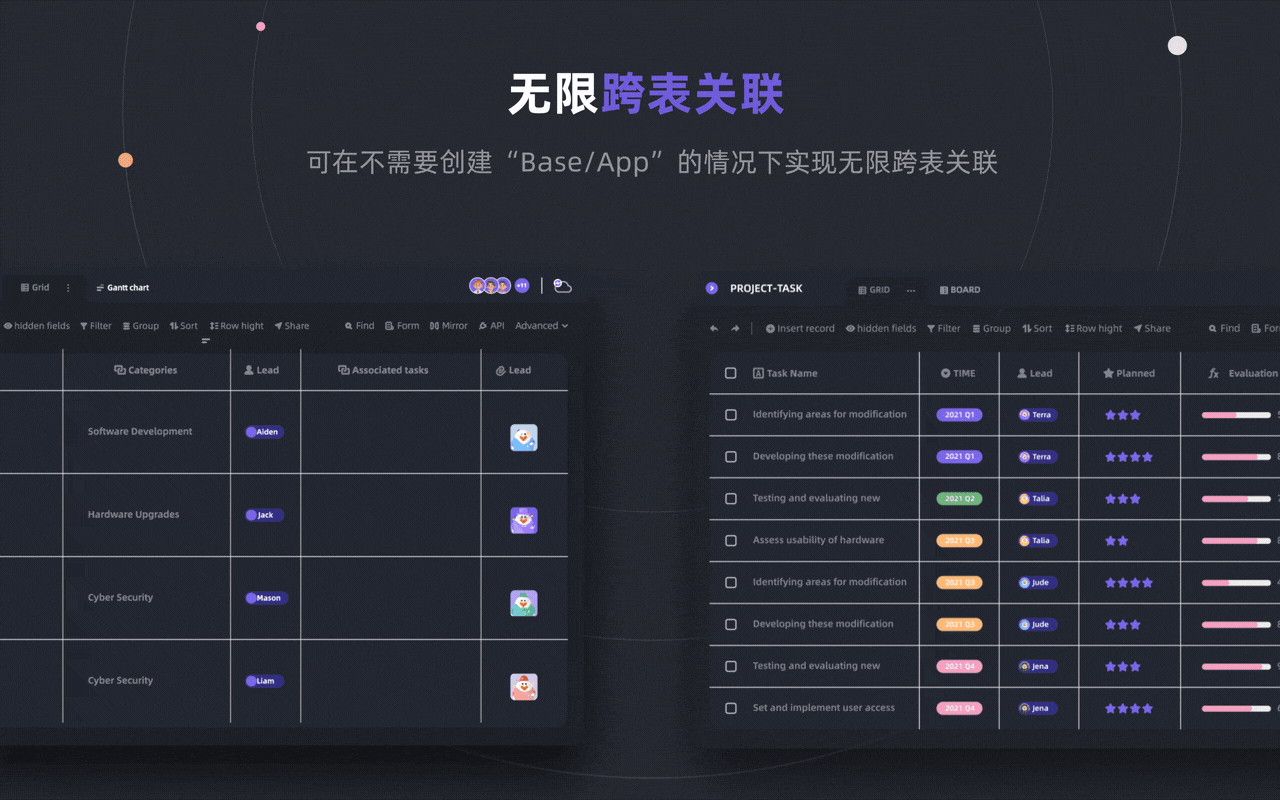 无限跨表关联
可在不需要创建“Base/App”的情况下实现无限跨表关联
Grid Gantt chart +11
hidden fields Filter Group Sort Row hight Share Find Form Mirror API Advanced
Categories Lead Associated tasks Lead
Software Development Aiden
Hardware Upgrades Jack
Cyber Security Mason
Cyber Security Liam
PROJECT-TASK GRID ... BOARD
Insert record hidden fields Filter Group Sort Row hight Share Find
Task Name TIME Lead Planned Evaluation
Identifying areas for modification 2021 Q1 Terra
Developing these modification 2021 Q1 Terra
Testing and evaluating new 2021 Q2 Talia
Assess usability of hardware 2021 Q3 Talia
Identifying areas for modification 2021 Q3 Jude
Developing these modification 2021 Q3 Jude
Testing and evaluating new 2021 Q4 Jena
Set and implement user access 2021 Q4 Jena